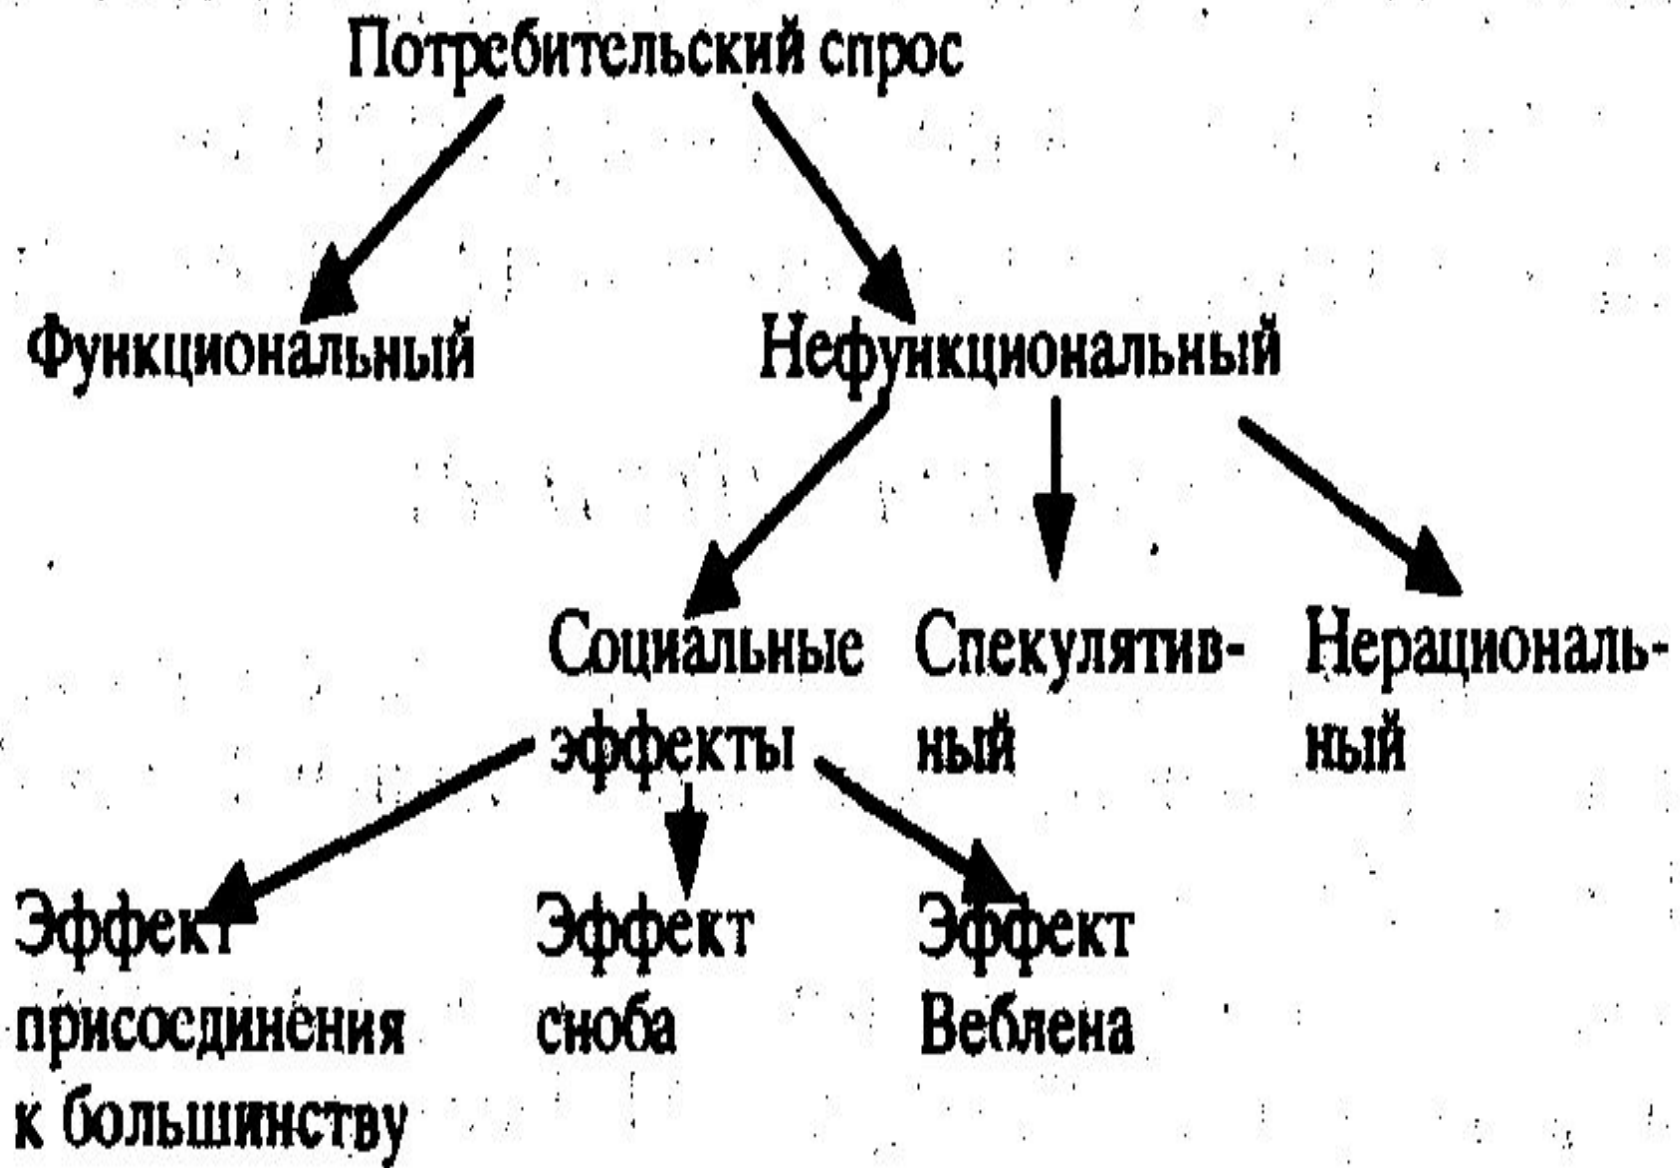 Потребительский спрос
Функциональный
Нефункциональный
Социальные
эффекты
Спекулятив-
ный
Нерациональ-
ный
Эффект
присоединения
к большинству
Эффект
сноба
Эффект
Веблена